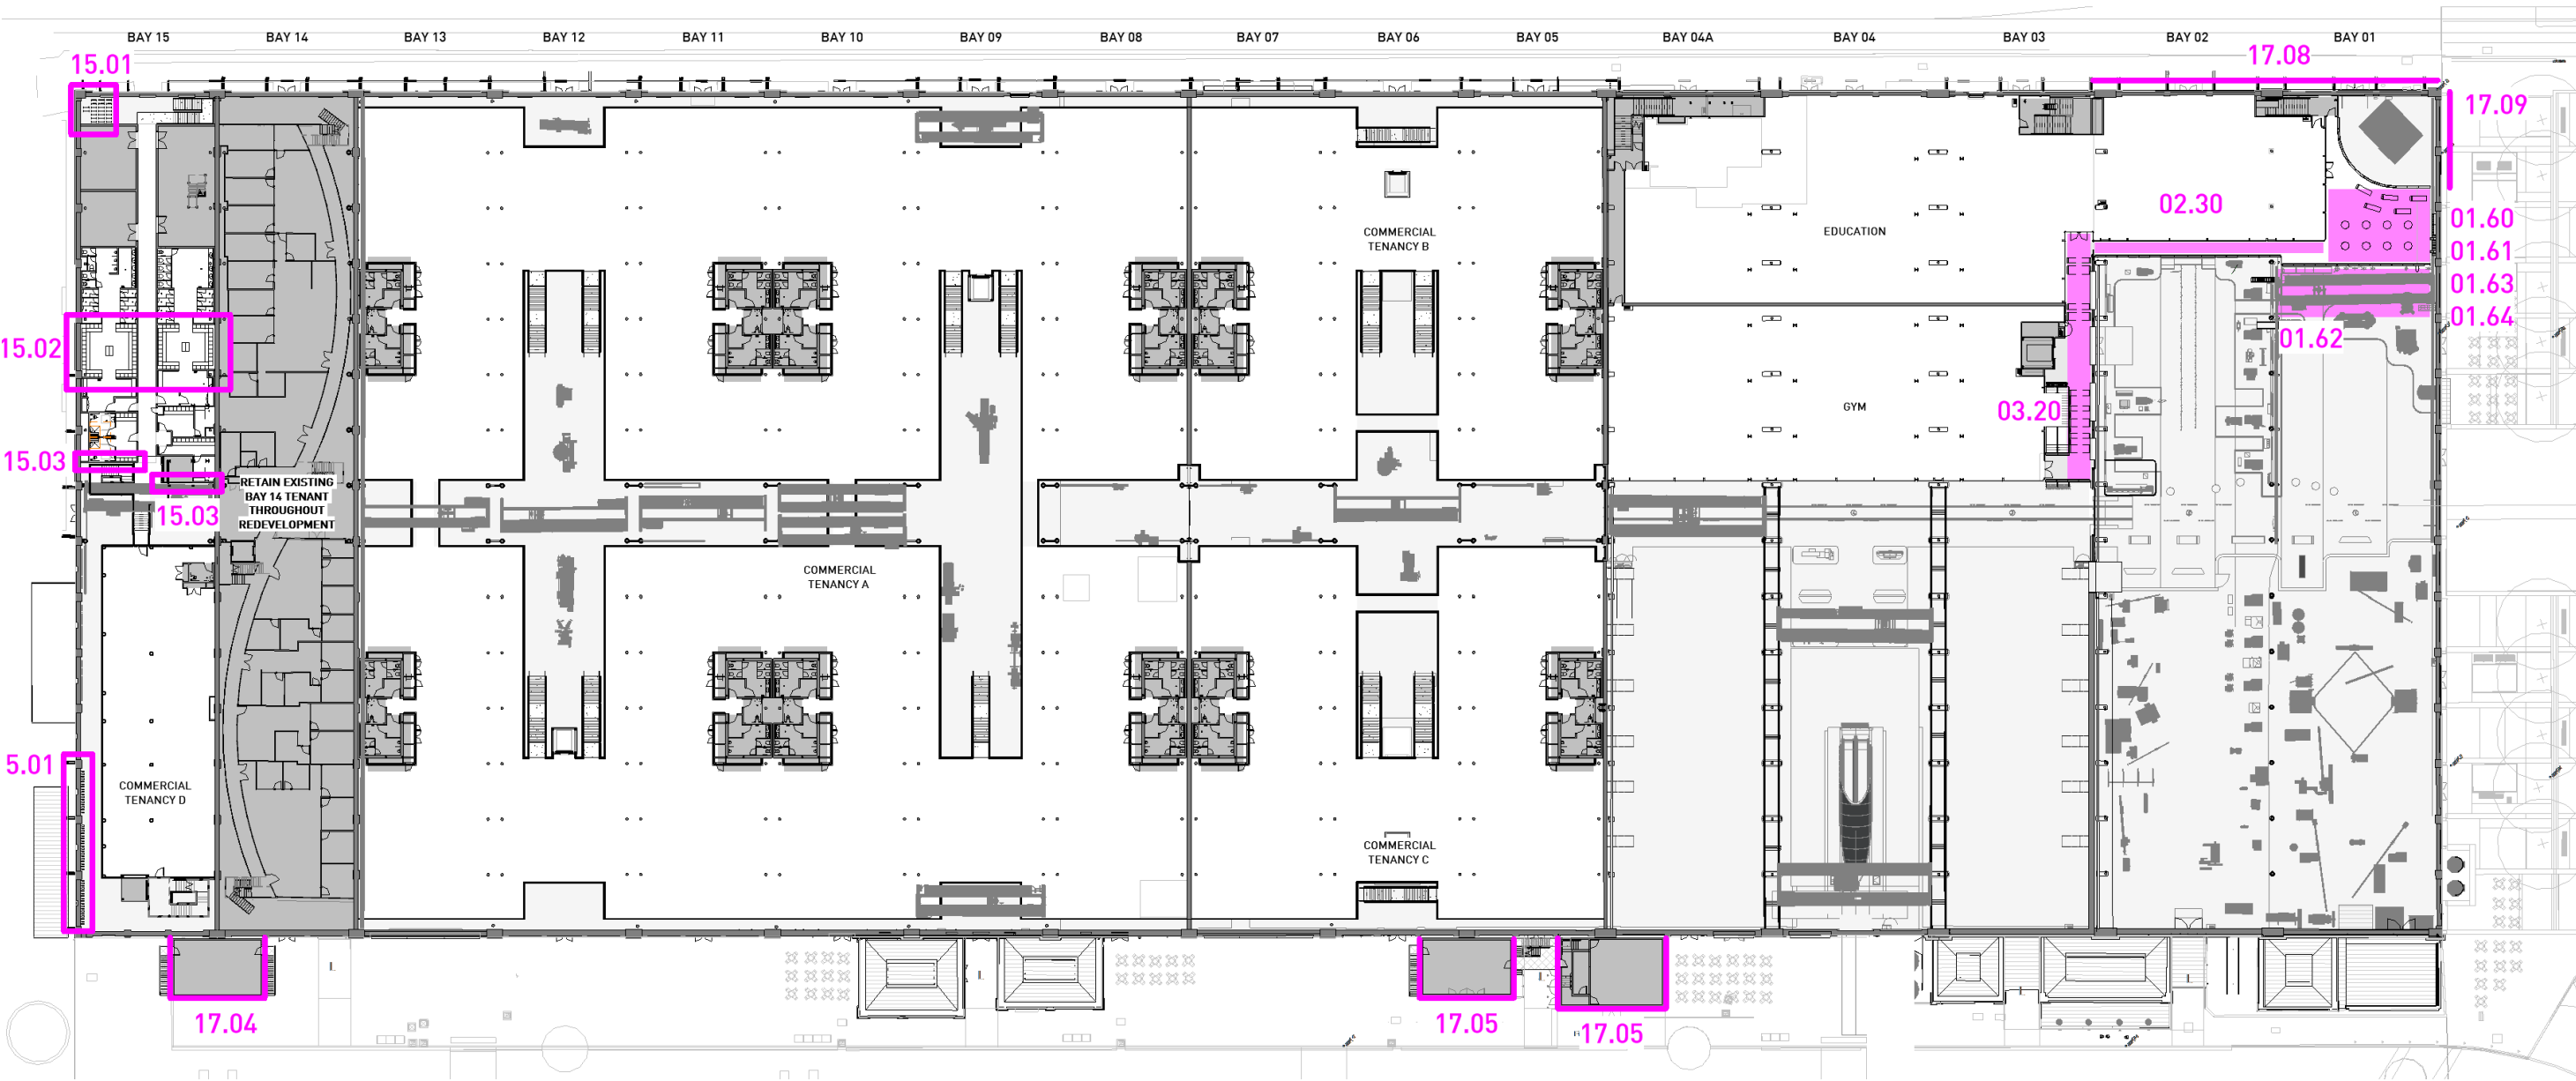 BAY 15
BAY 14
BAY 13
BAY 12
BAY 11
BAY 10
BAY 09
BAY 08
BAY 07
BAY 06
BAY 05
BAY 04A
BAY 04
BAY 03
BAY 02
BAY 01
15.01
17.08
17.09
02.30
01.60
01.61
01.63
01.64
01.62
COMMERCIAL
TENANCY B
EDUCATION
15.02
GYM
03.20
15.03
15.03
RETAIN EXISTING
BAY 14 TENANT
THROUGHOUT
REDEVELOPMENT
COMMERCIAL
TENANCY A
5.01
COMMERCIAL
TENANCY D
COMMERCIAL
TENANCY C
17.04
17.05
17.05